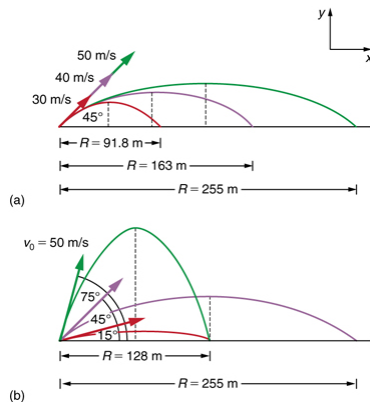 y
x
50 m/s
40 m/s
30 m/s
45°
R = 91.8 m
R = 163 m
R = 255 m
(a)
v₀ = 50 m/s
75°
45°
15°
R = 128 m
R = 255 m
(b)